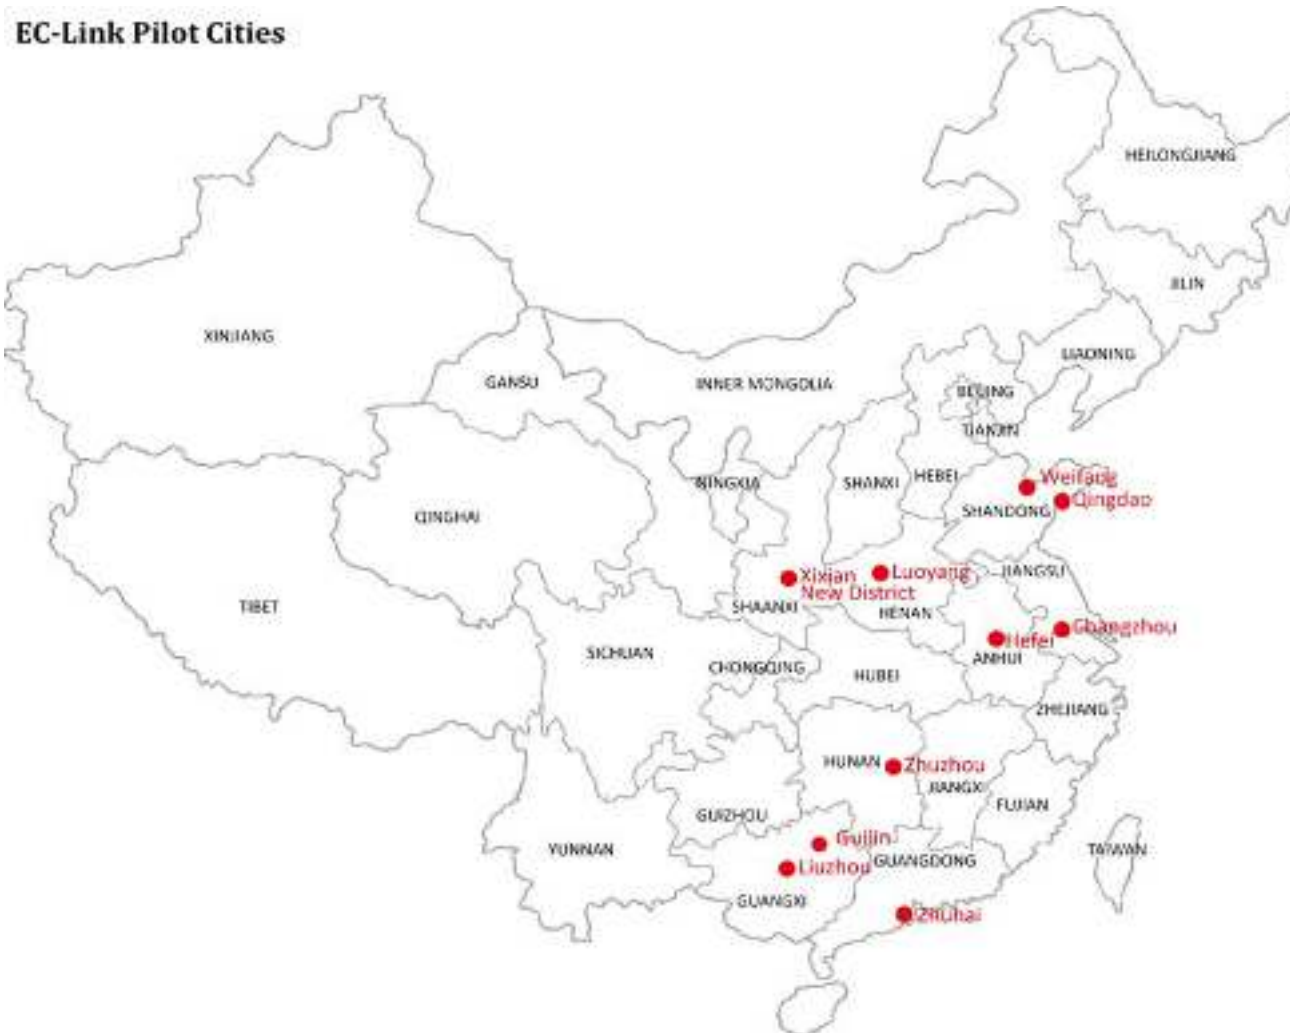 EC-Link Pilot Cities
HEILONGJIANG
JILIN
LIAONING
XINJIANG
GANSU
INNER MONGOLIA
BEIJING
TIANJIN
NINGXIA
SHANXI
HEBEI
Weifang
Qingdao
SHANDONG
QINGHAI
Xixian
New District
Luoyang
JIANGSU
TIBET
SHAANXI
HENAN
Changzhou
Hefei
ANHUI
SICHUAN
CHONGQING
HUBEI
ZHEJIANG
HUNAN
Zhuzhou
JIANGXI
FUJIAN
GUIZHOU
Guilin
YUNNAN
GUANGDONG
TAIWAN
Liuzhou
GUANGXI
Zhuhai